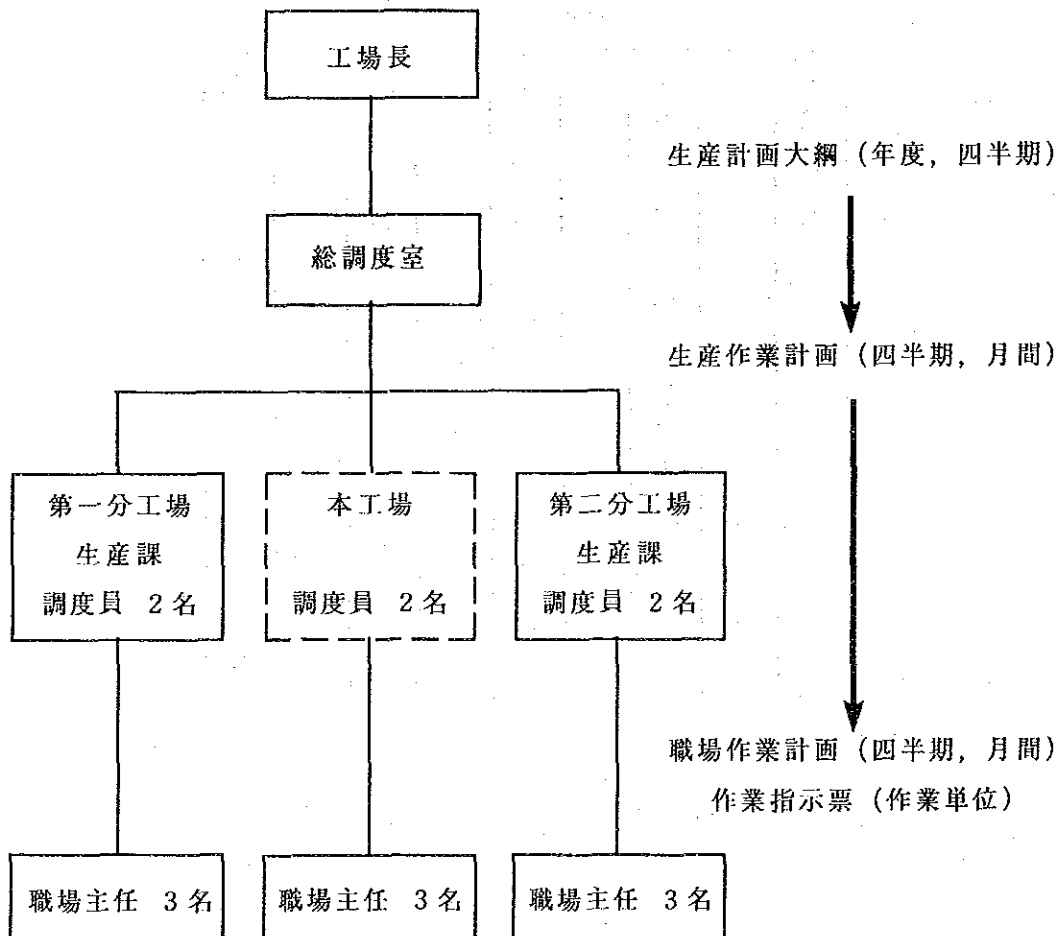 工場長
生産計画大綱 (年度, 四半期)
総調度室
生産作業計画 (四半期, 月間)
第一分工場
生産課
調度員 2名
本工場
調度員 2名
第二分工場
生産課
調度員 2名
職場作業計画 (四半期, 月間)
作業指示票 (作業単位)
職場主任 3名
職場主任 3名
職場主任 3名